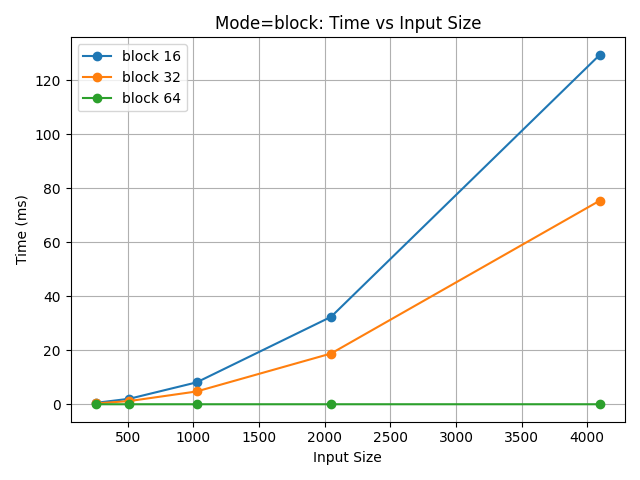 Mode=block: Time vs Input Size
block 16
block 32
block 64
Time (ms)
120
100
80
60
40
20
0
500 1000 1500 2000 2500 3000 3500 4000
Input Size